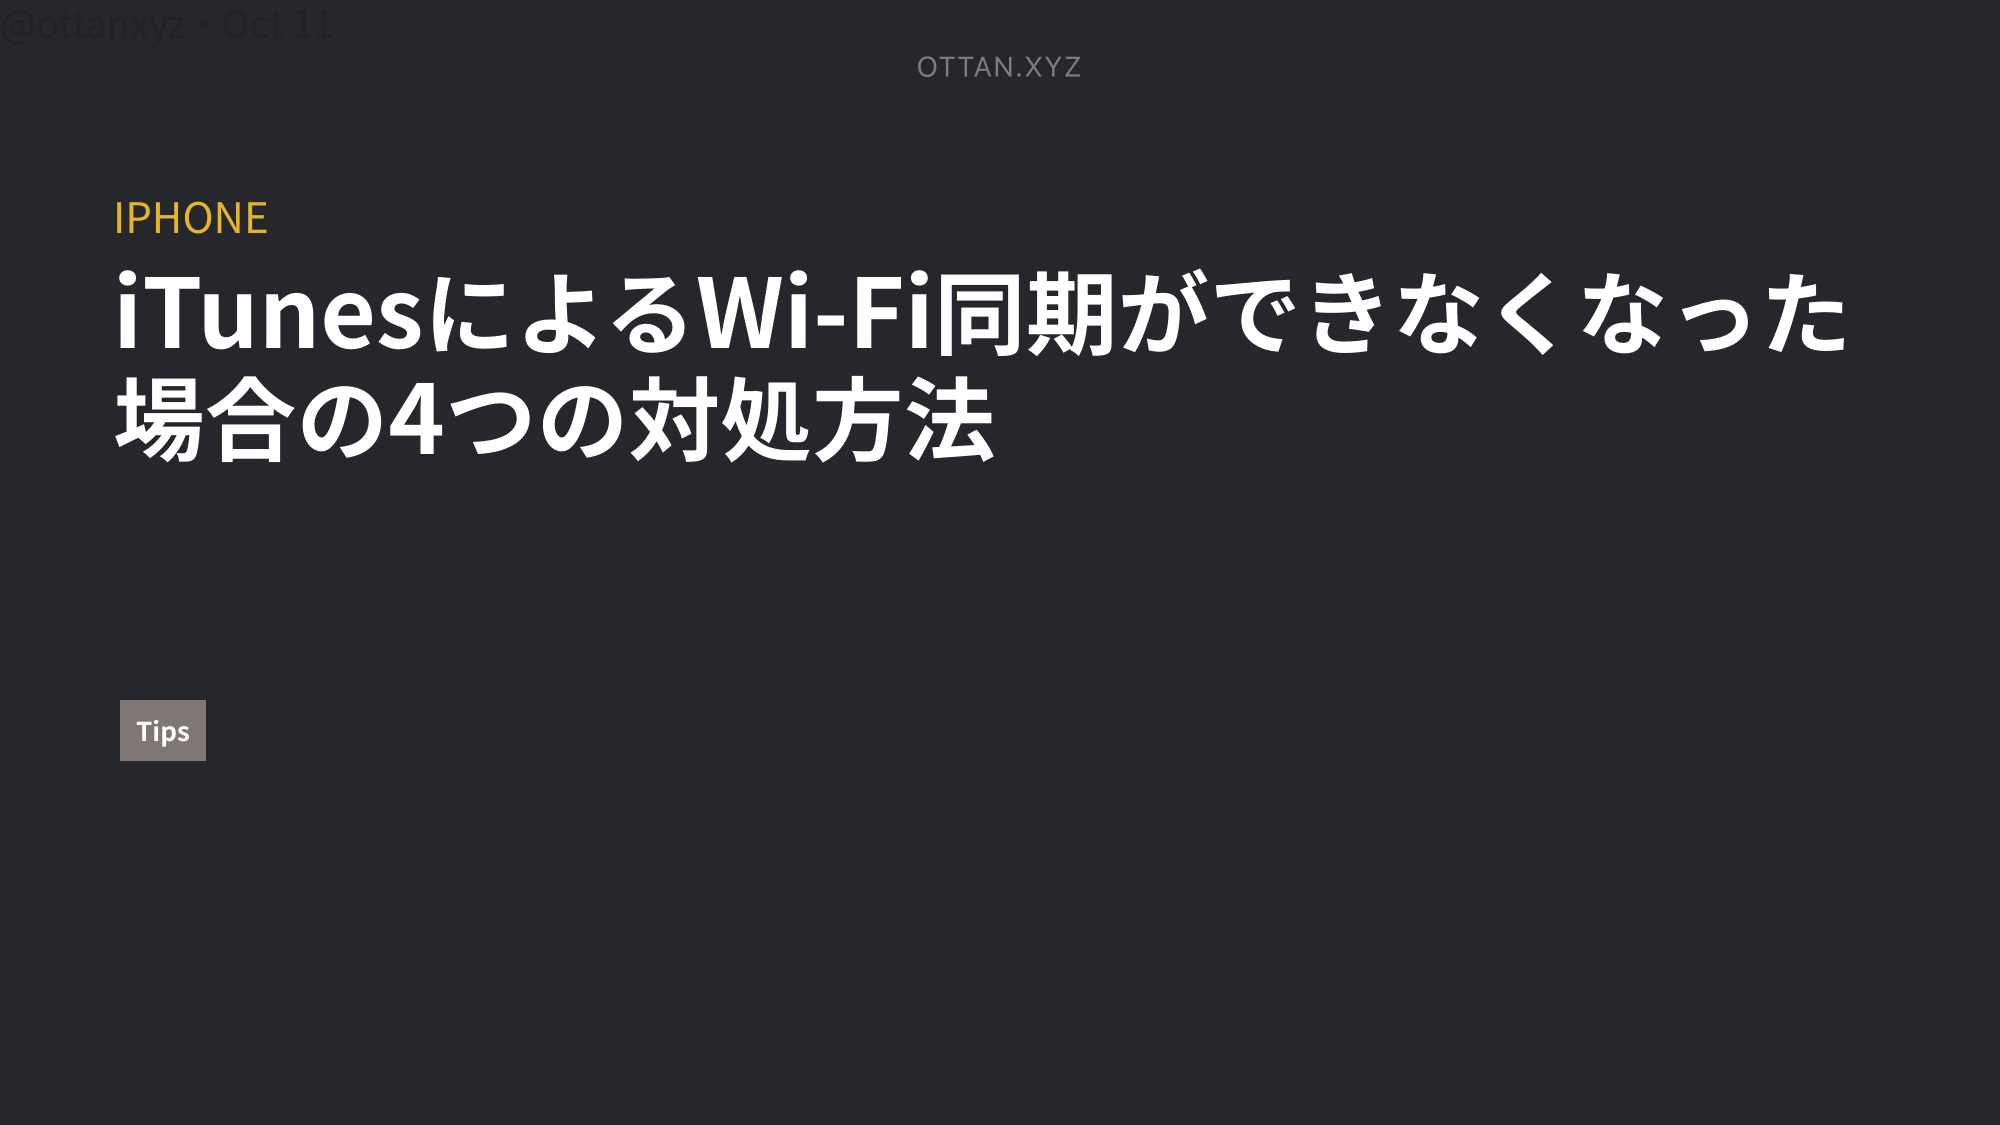 @ottanxyz・Oct 11
OTTAN.XYZ
IPHONE
iTunesによるWi-Fi同期ができなくなった
場合の4つの対処方法
Tips